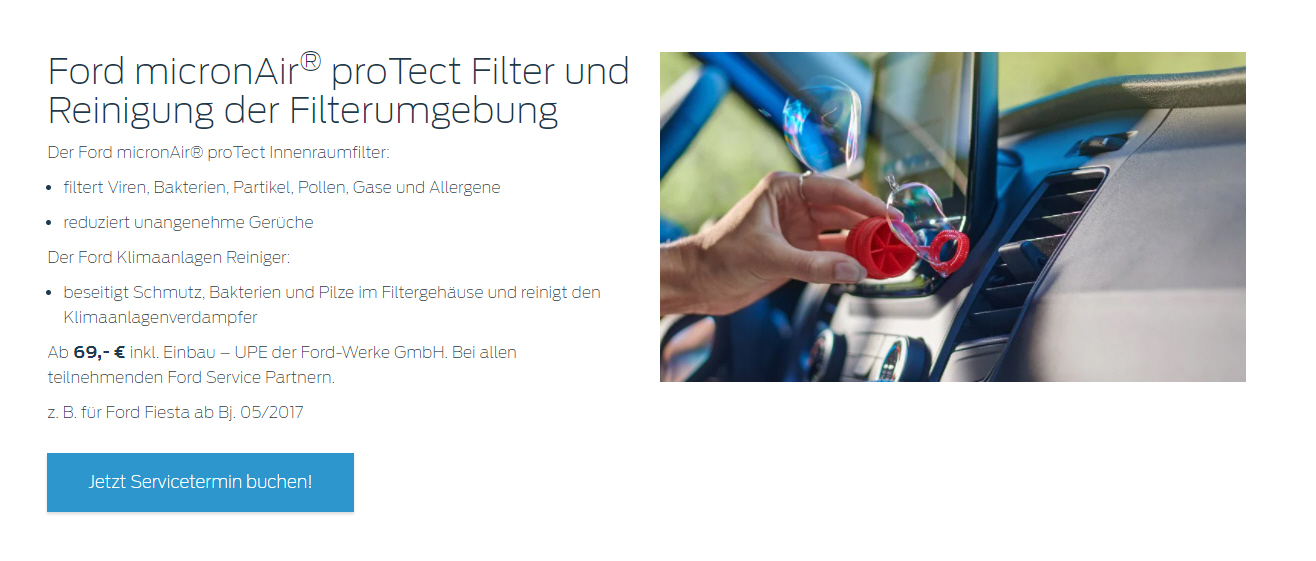 Ford micronAir® proTect Filter und
Reinigung der Filterumgebung
Der Ford micronAir® proTect Innenraumfilter:
• filtert Viren, Bakterien, Partikel, Pollen, Gase und Allergene
• reduziert unangenehme Gerüche
Der Ford Klimaanlagen Reiniger:
• beseitigt Schmutz, Bakterien und Pilze im Filtergehäuse und reinigt den
Klimaanlagenverdampfer
Ab 69,- € inkl. Einbau – UPE der Ford-Werke GmbH. Bei allen
teilnehmenden Ford Service Partnern.
z. B. für Ford Fiesta ab Bj. 05/2017
Jetzt Servicetermin buchen!